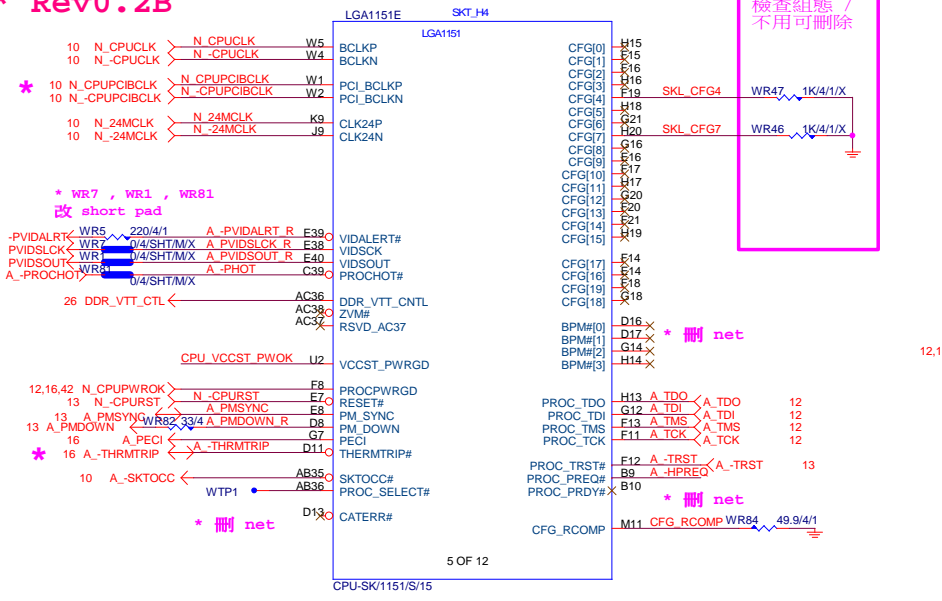 * Rev0.2B
LGA1151E SKT_H4
LGA1151
檢查組態 /
不用可刪除
10 N_CPUCLK N_CPUCLK W5 BCLKP
10 N_-CPUCLK N_-CPUCLK W4 BCLKN
* 10 N_CPUPCIBCLK N_CPUPCIBCLK W1 PCI_BCLKP
10 N_-CPUPCIBCLK N_-CPUPCIBCLK W2 PCI_BCLKN
10 N_24MCLK N_24MCLK K9 CLK24P
10 N_-24MCLK N_-24MCLK J9 CLK24N
CFG[0] H15
CFG[1] F15
CFG[2] F16
CFG[3] H16
CFG[4] F19 SKL_CFG4 WR47 1K/4/1/X
CFG[5] H18
CFG[6] G21
CFG[7] H20 SKL_CFG7 WR46 1K/4/1/X
CFG[8] G16
CFG[9] E16
CFG[10] F17
CFG[11] H17
CFG[12] G20
CFG[13] F20
CFG[14] F21
CFG[15] H19
CFG[17] F14
CFG[16] E14
CFG[19] F18
CFG[18] G18
* WR7 , WR1 , WR81
改 short pad
-PVIDALRT WR5 220/4/1 A_-PVIDALRT_R E39 VIDALERT#
PVIDSLCK WR7 0/4/SHT/M/X A_PVIDSLCK_R E38 VIDSCK
PVIDSOUT WR1 0/4/SHT/M/X A_PVIDSOUT_R E40 VIDSOUT
A_-PROCHOT WR81 A_-PHOT C39 PROCHOT#
0/4/SHT/M/X
26 DDR_VTT_CTL AC36 DDR_VTT_CNTL
AC38 ZVM#
AC37 RSVD_AC37
BPM#[0] D16
BPM#[1] D17
BPM#[2] G14
BPM#[3] H14
* 刪 net
12,1
CPU_VCCST_PWOK U2 VCCST_PWRGD
12,16,42 N_CPUPWROK F8 PROCPWRGD
13 N_-CPURST N_-CPURST E7 RESET#
13 A_PMSYNC A_PMSYNC E8 PM_SYNC
13 A_PMDOWN WR82 33/4 A_PMDOWN_R D8 PM_DOWN
16 A_PECI G7 PECI
* 16 A_-THRMTRIP A_-THRMTRIP D11 THERMTRIP#
PROC_TDO H13 A_TDO A_TDO 12
PROC_TDI G12 A_TDI A_TDI 12
PROC_TMS F13 A_TMS A_TMS 12
PROC_TCK F11 A_TCK A_TCK 12
PROC_TRST# F12 A_-TRST A_-TRST 13
PROC_PREQ# B9 A_-HPREQ
PROC_PRDY# B10
* 刪 net
10 A_-SKTOCC AB35 SKTOCC#
WTP1 AB36 PROC_SELECT#
D13 CATERR#
* 刪 net
CFG_RCOMP M11 CFG_RCOMP WR84 49.9/4/1
5 OF 12
CPU-SK/1151/S/15